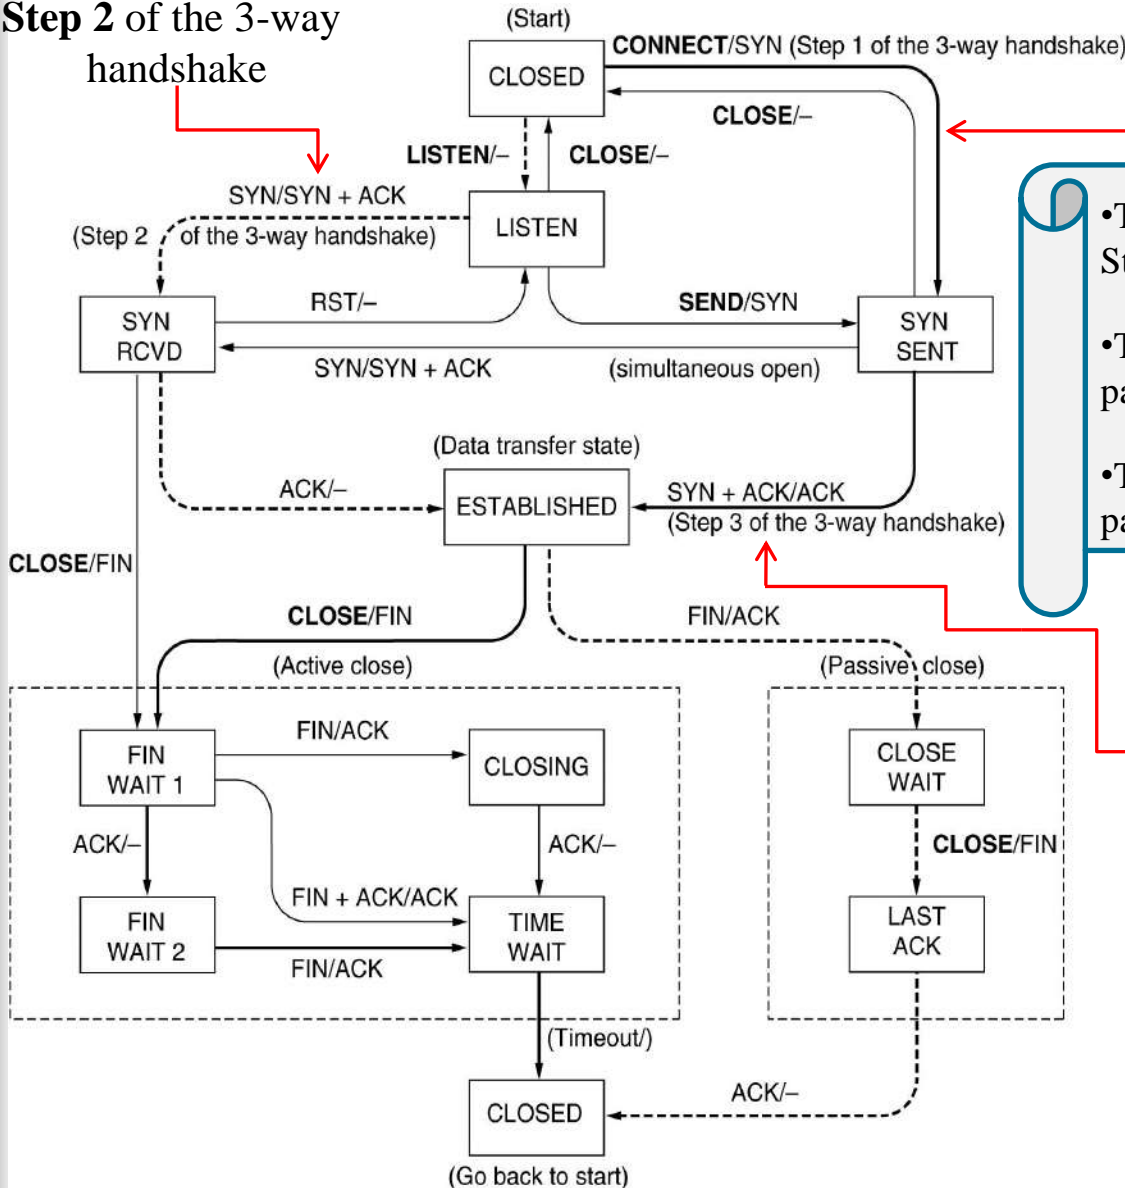 Step 2 of the 3-way
handshake
(Start)
CLOSED
CONNECT/SYN (Step 1 of the 3-way handshake)
CLOSE/–
LISTEN/–
CLOSE/–
SYN/SYN + ACK
(Step 2 of the 3-way handshake)
LISTEN
•T
St
RST/–
SEND/SYN
SYN
RCVD
SYN
SENT
•T
pa
SYN/SYN + ACK
(simultaneous open)
(Data transfer state)
•T
pa
ACK/–
ESTABLISHED
SYN + ACK/ACK
(Step 3 of the 3-way handshake)
CLOSE/FIN
CLOSE/FIN
FIN/ACK
(Active close)
(Passive close)
FIN/ACK
FIN
WAIT 1
CLOSING
CLOSE
WAIT
ACK/–
ACK/–
CLOSE/FIN
FIN + ACK/ACK
FIN
WAIT 2
TIME
WAIT
LAST
ACK
FIN/ACK
(Timeout/)
CLOSED
ACK/–
(Go back to start)